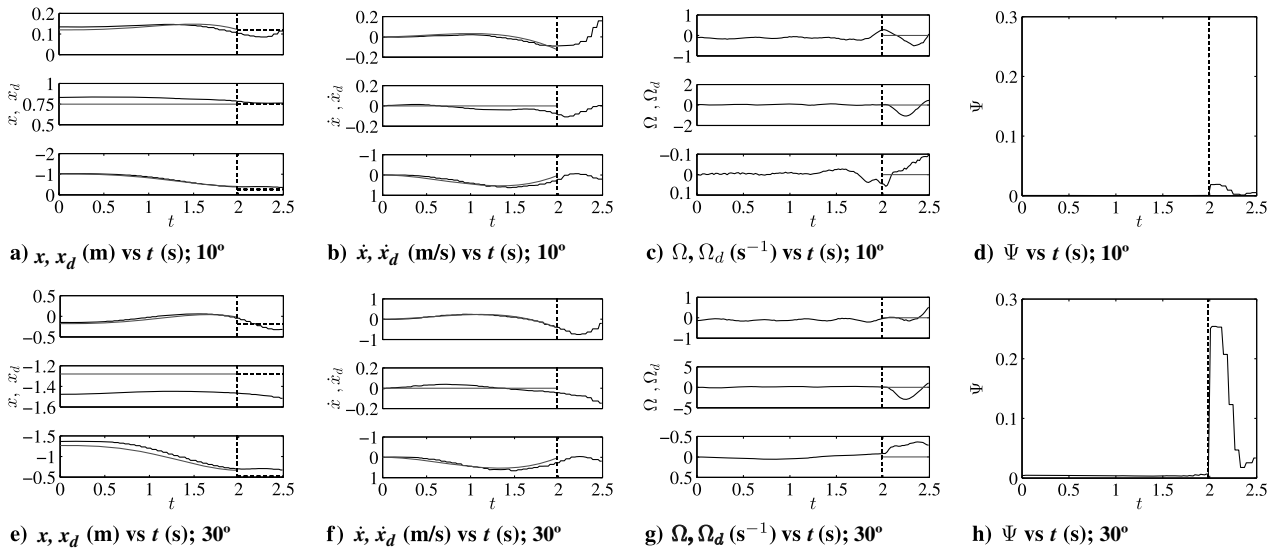 0.2
0.1
0
1
0.75
0.5
−2
−1
0
0 0.5 1 1.5 2 2.5
x, x_d
t
0.2
0
−0.2
0.2
0
−0.2
−1
0
1
0 0.5 1 1.5 2 2.5
ẋ, ẋ_d
t
1
0
−1
2
0
−2
−0.1
0
0.1
0 0.5 1 1.5 2 2.5
Ω, Ω_d
t
0.3
0.2
0.1
0
0 0.5 1 1.5 2 2.5
Ψ
t
a) x, x_d (m) vs t (s); 10º
b) ẋ, ẋ_d (m/s) vs t (s); 10º
c) Ω, Ω_d (s⁻¹) vs t (s); 10º
d) Ψ vs t (s); 10º
0.5
0
−0.5
−1.2
−1.4
−1.6
−1.5
−1
−0.5
0 0.5 1 1.5 2 2.5
x, x_d
t
1
0
−1
0.2
0
−0.2
−1
0
1
0 0.5 1 1.5 2 2.5
ẋ, ẋ_d
t
1
0
−1
5
0
−5
−0.5
0
0.5
0 0.5 1 1.5 2 2.5
Ω, Ω_d
t
0.3
0.2
0.1
0
0 0.5 1 1.5 2 2.5
Ψ
t
e) x, x_d (m) vs t (s); 30º
f) ẋ, ẋ_d (m/s) vs t (s); 30º
g) Ω, Ω_d (s⁻¹) vs t (s); 30º
h) Ψ vs t (s); 30º